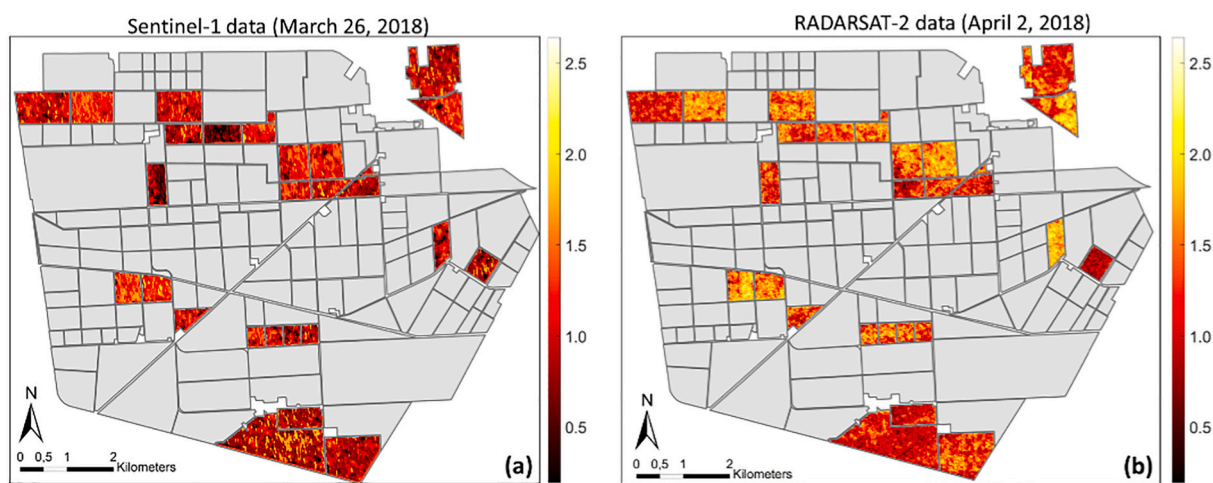 Sentinel-1 data (March 26, 2018)
RADARSAT-2 data (April 2, 2018)
2.5
2.0
1.5
1.0
0.5
N
0 0,5 1 2
Kilometers
(a)
2.5
2.0
1.5
1.0
0.5
N
0 0,5 1 2
Kilometers
(b)